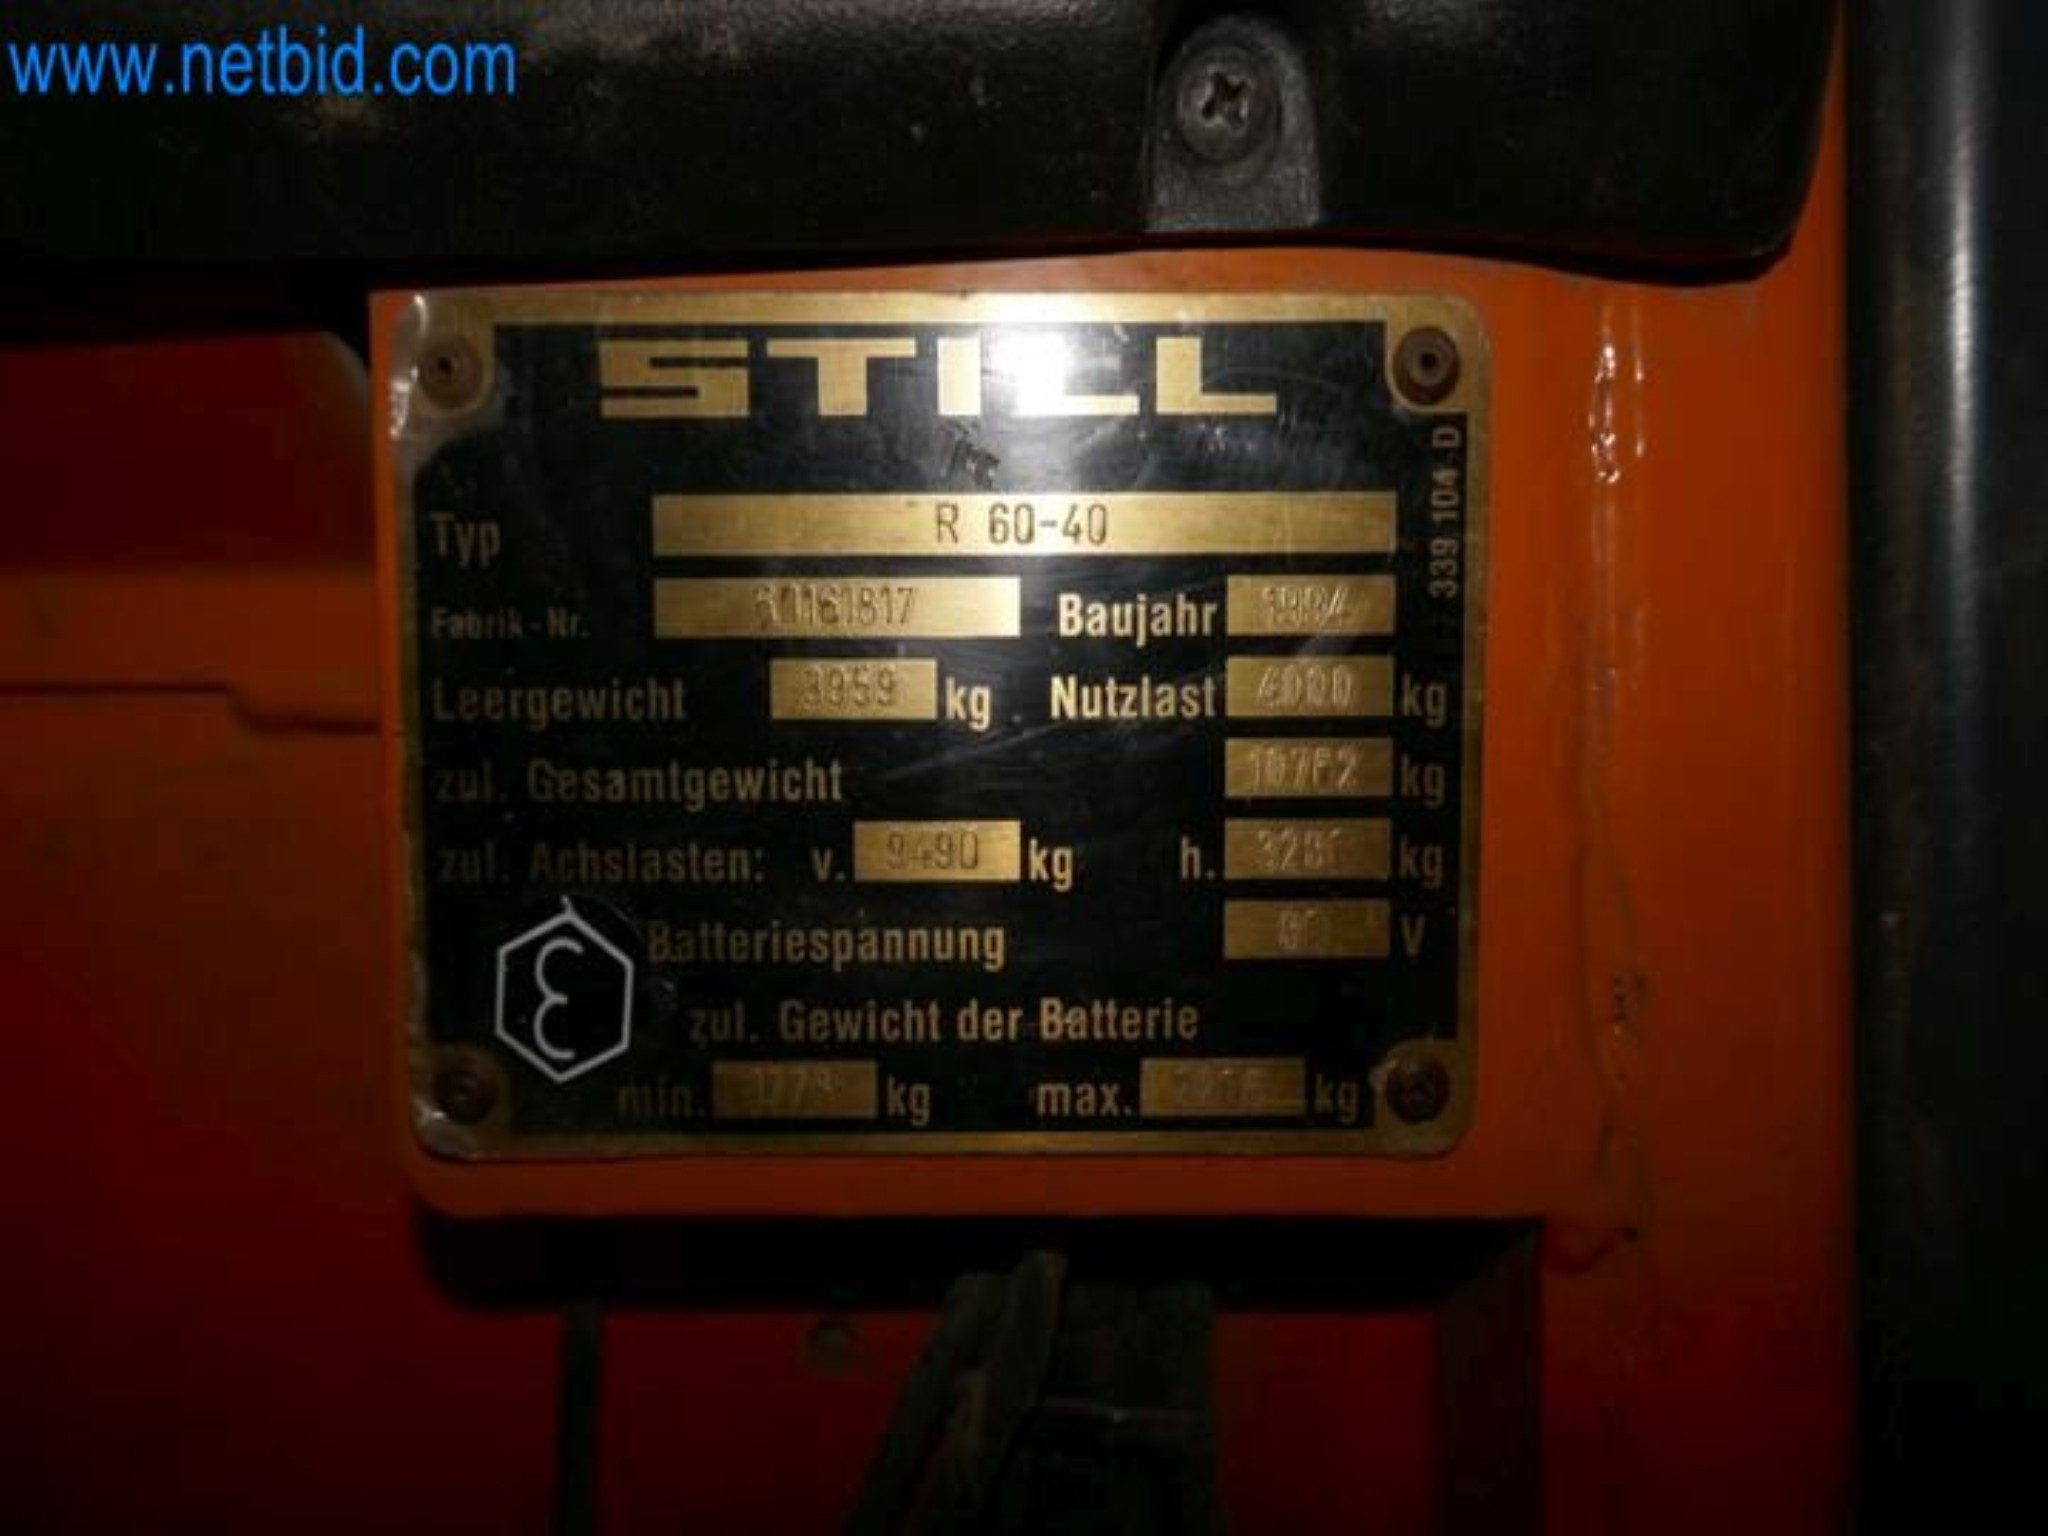 www.netbid.com
STILL
Typ R 60-40
339 104 D
Fabrik-Nr. Baujahr
Leergewicht kg Nutzlast 4000 kg
zul. Gesamtgewicht 10762 kg
zul. Achslasten: v. 9490 kg h. kg
Batteriespannung V
zul. Gewicht der Batterie
min. kg max. kg